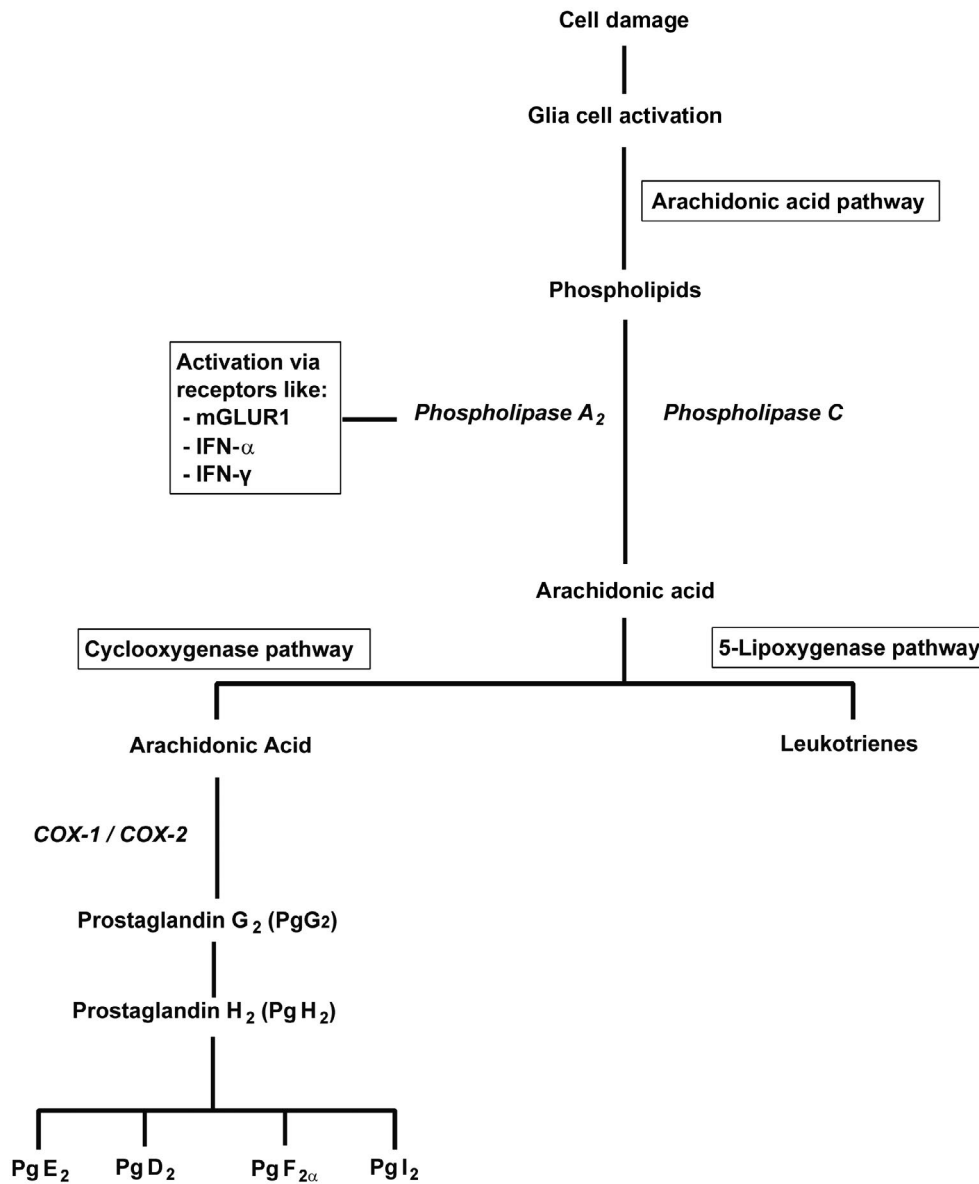 Cell damage
Glia cell activation
Arachidonic acid pathway
Phospholipids
Activation via
receptors like:
- mGLUR1
- IFN-α
- IFN-γ
Phospholipase A₂
Phospholipase C
Arachidonic acid
Cyclooxygenase pathway
5-Lipoxygenase pathway
Arachidonic Acid
Leukotrienes
COX-1 / COX-2
Prostaglandin G₂ (PgG₂)
Prostaglandin H₂ (Pg H₂)
Pg E₂
Pg D₂
Pg F₂α
Pg I₂